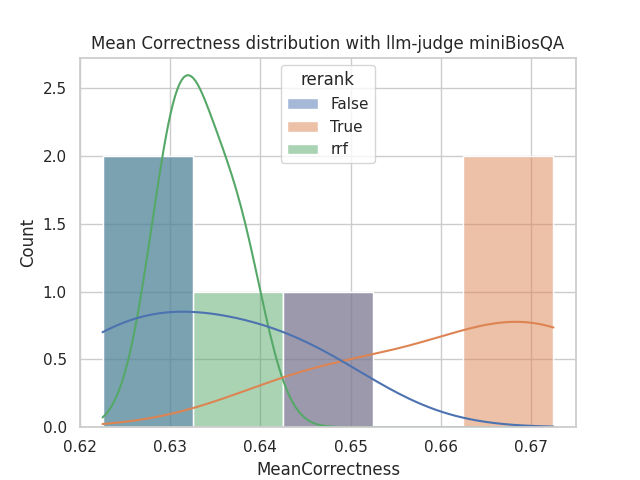 Mean Correctness distribution with llm-judge miniBiosQA
rerank
False
True
rrf
2.5
2.0
1.5
1.0
0.5
0.0
Count
0.62 0.63 0.64 0.65 0.66 0.67
MeanCorrectness